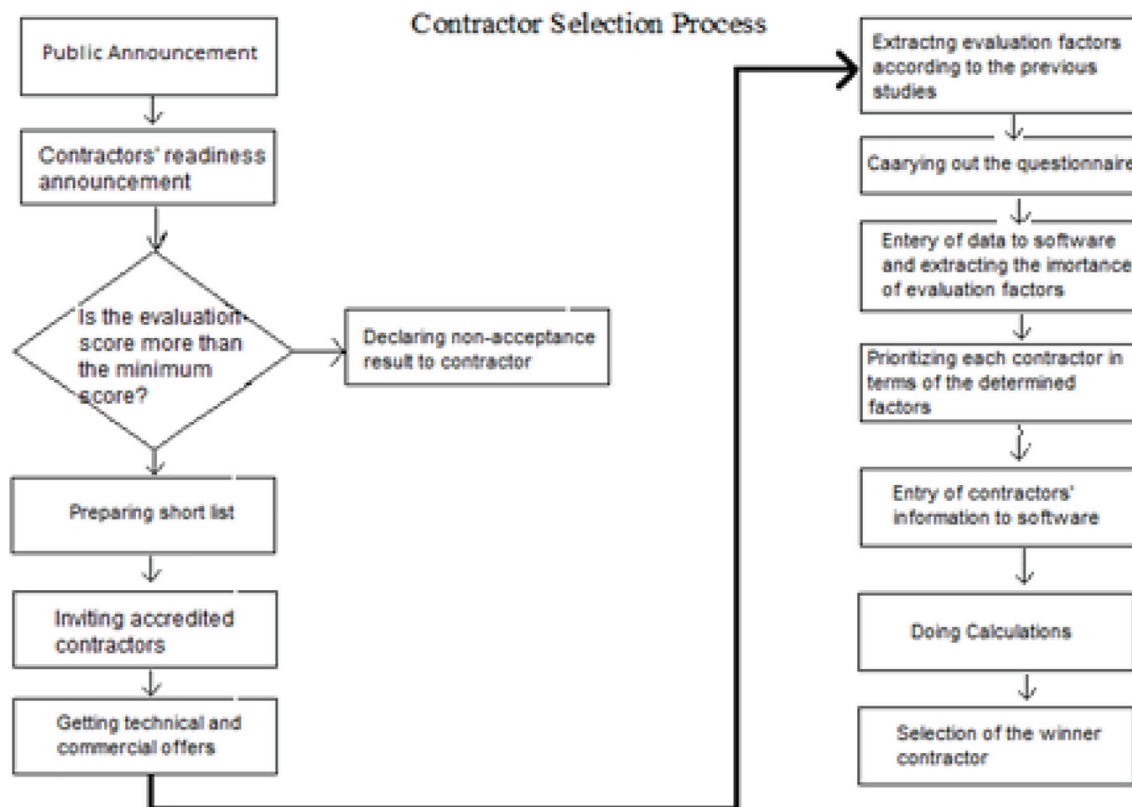 Contractor Selection Process
Public Announcement
Contractors' readiness
announcement
Is the evaluation
score more than
the minimum
score?
Declaring non-acceptance
result to contractor
Preparing short list
Inviting accredited
contractors
Getting technical and
commercial offers
Extractng evaluation factors
according to the previous
studies
Caarying out the questionnaire
Entery of data to software
and extracting the imortance
of evaluation factors
Prioritizing each contractor in
terms of the determined
factors
Entry of contractors'
information to software
Doing Calculations
Selection of the winner
contractor